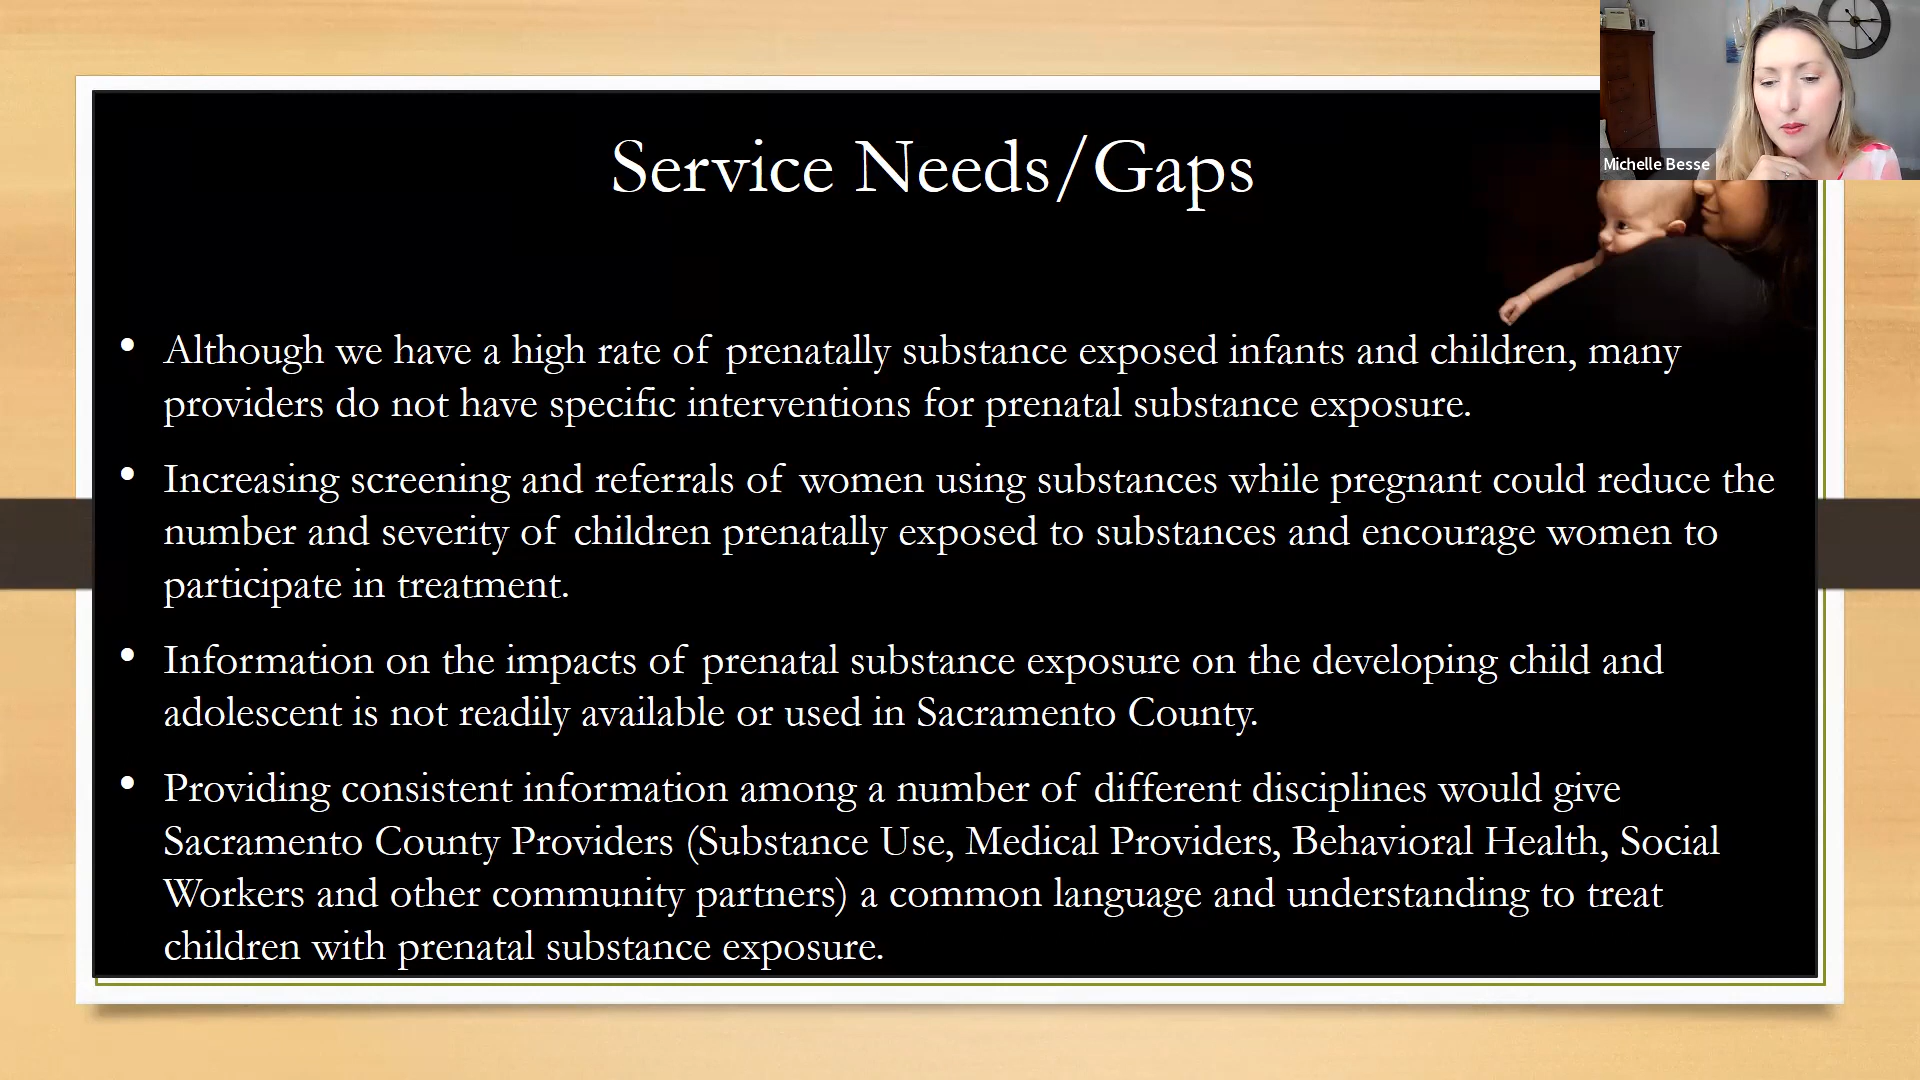 Service Needs/Gaps
Michelle Besse
• Although we have a high rate of prenatally substance exposed infants and children, many
providers do not have specific interventions for prenatal substance exposure.
• Increasing screening and referrals of women using substances while pregnant could reduce the
number and severity of children prenatally exposed to substances and encourage women to
participate in treatment.
• Information on the impacts of prenatal substance exposure on the developing child and
adolescent is not readily available or used in Sacramento County.
• Providing consistent information among a number of different disciplines would give
Sacramento County Providers (Substance Use, Medical Providers, Behavioral Health, Social
Workers and other community partners) a common language and understanding to treat
children with prenatal substance exposure.